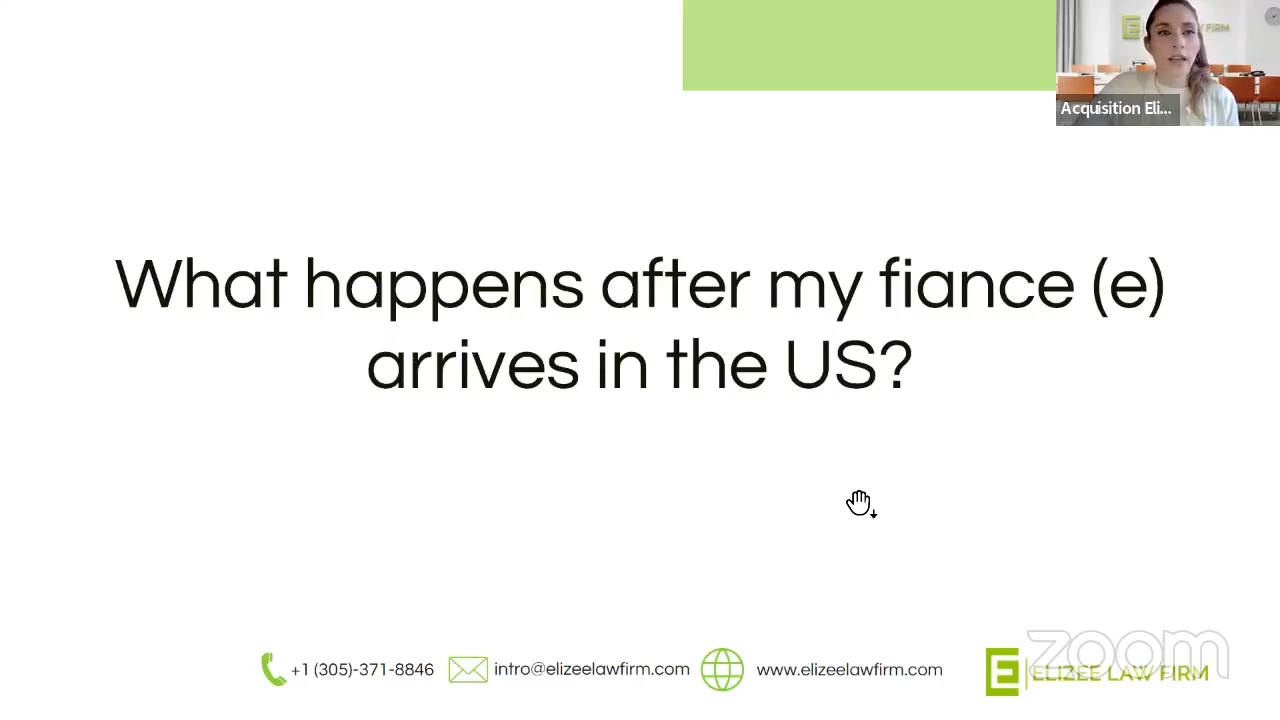 E FIRM
Acquisition Eli...
What happens after my fiance (e)
arrives in the US?
+1 (305)-371-8846
intro@elizeelawfirm.com
www.elizeelawfirm.com
zoom
E ELIZEE LAW FIRM